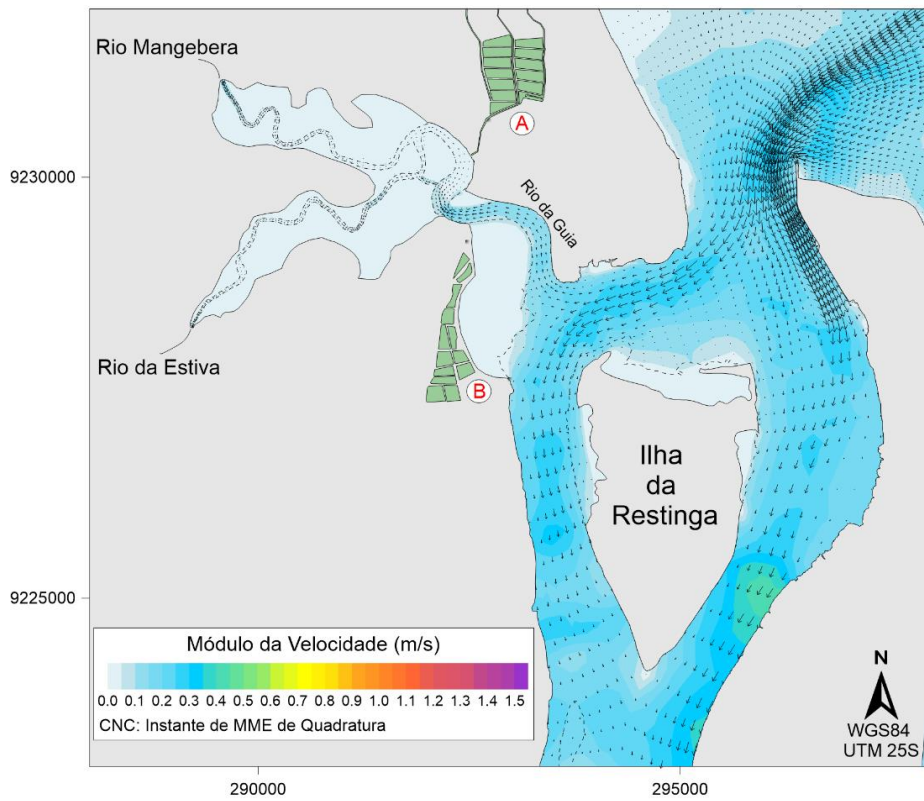 Rio Mangebera
A
9230000
Rio da Guia
Rio da Estiva
B
Ilha
da
Restinga
9225000
Módulo da Velocidade (m/s)
0.0 0.1 0.2 0.3 0.4 0.5 0.6 0.7 0.8 0.9 1.0 1.1 1.2 1.3 1.4 1.5
CNC: Instante de MME de Quadratura
N
WGS84
UTM 25S
290000 295000